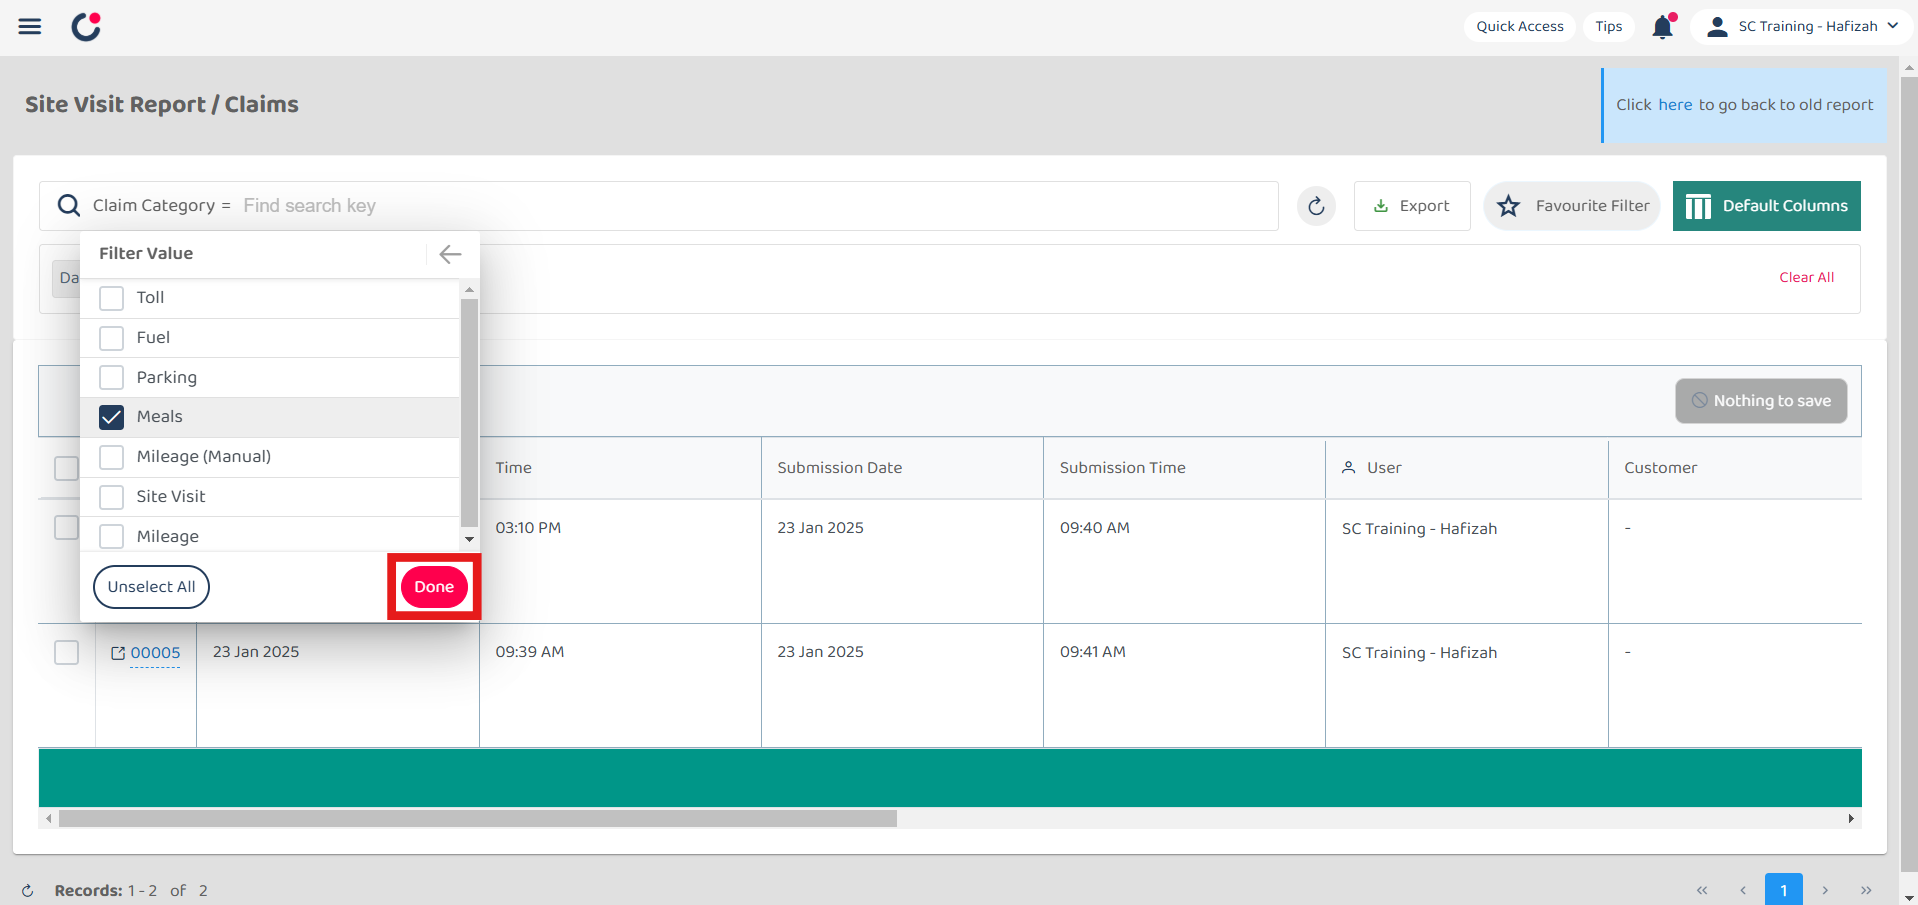 Quick Access
Tips
SC Training - Hafizah
Site Visit Report / Claims
Click here to go back to old report
Claim Category = Find search key
Export
Favourite Filter
Default Columns
Filter Value
Da
Clear All
Toll
Fuel
Parking
Meals
Mileage (Manual)
Site Visit
Mileage
Unselect All
Done
Nothing to save
Time Submission Date Submission Time User Customer
03:10 PM 23 Jan 2025 09:40 AM SC Training - Hafizah -
00005 23 Jan 2025 09:39 AM 23 Jan 2025 09:41 AM SC Training - Hafizah -
Records: 1 - 2 of 2
« ‹ 1 › »